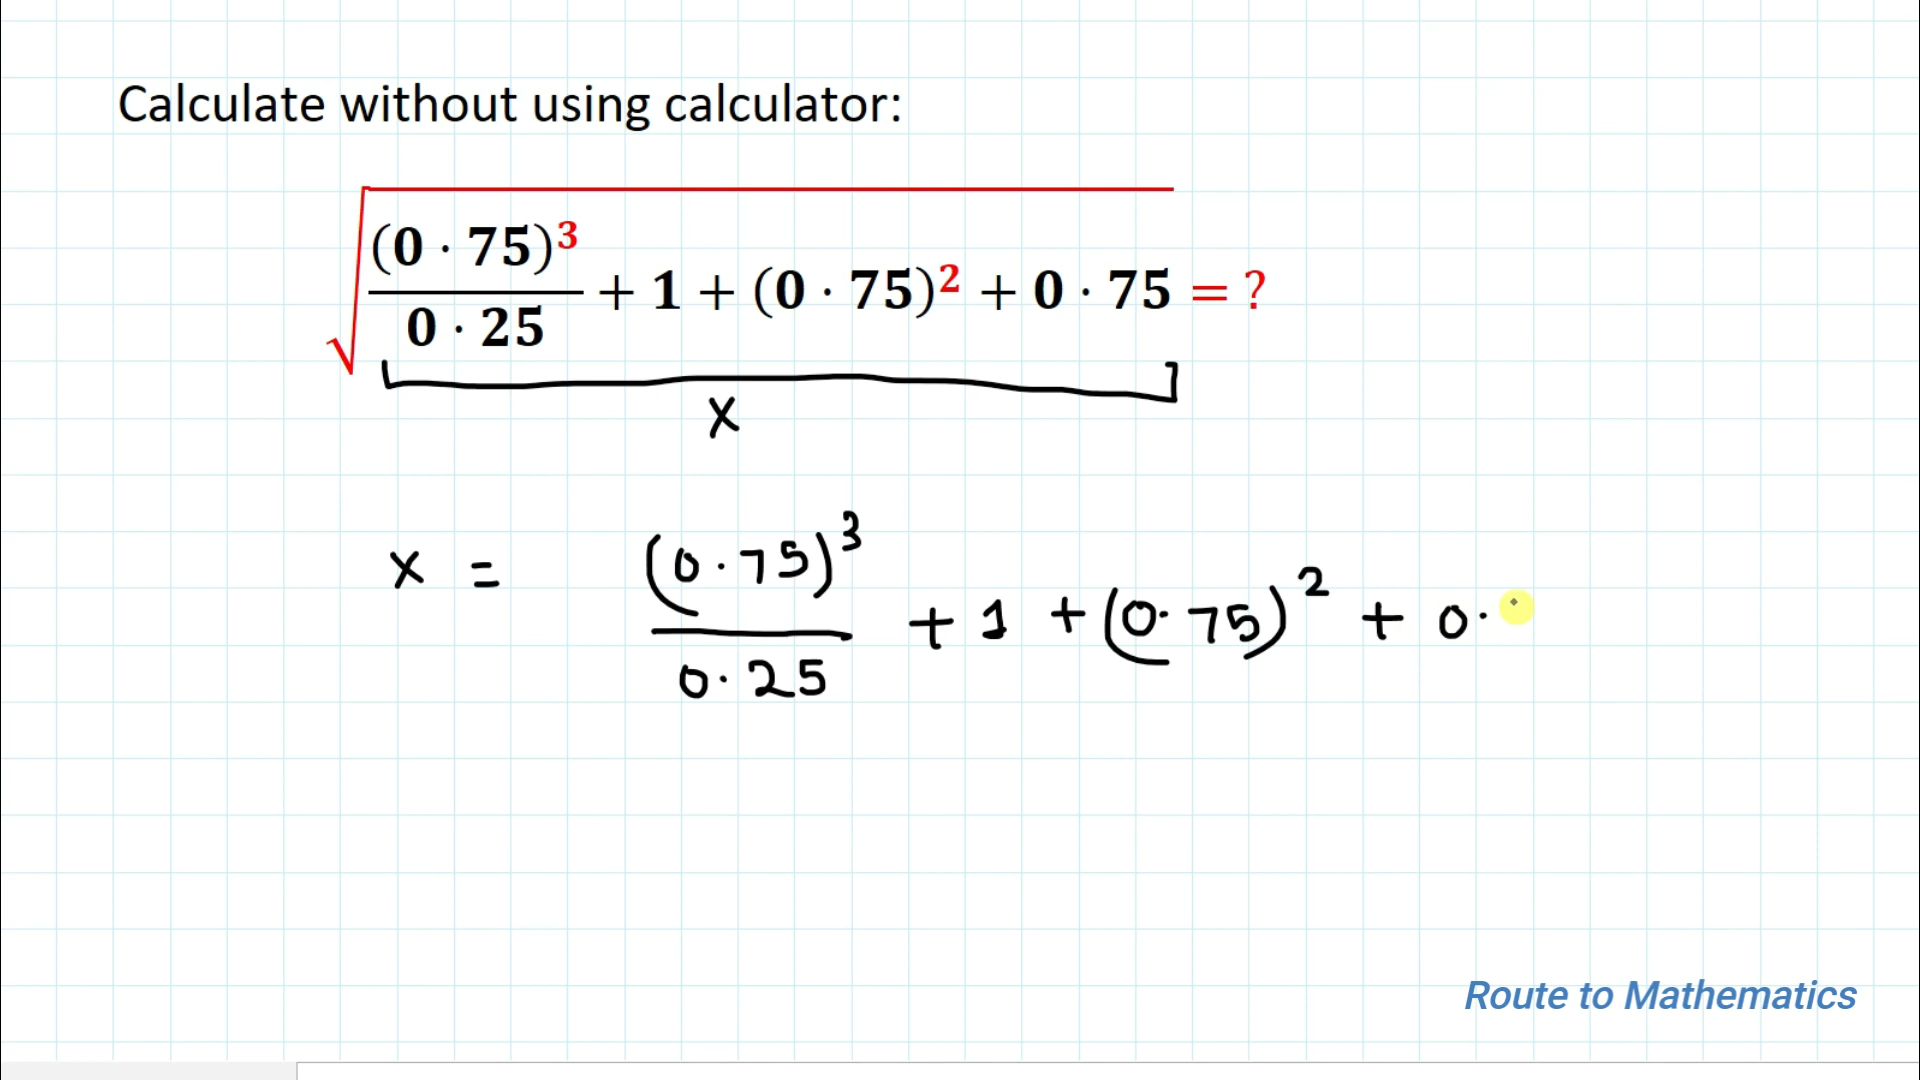 Calculate without using calculator:
√((0·75)³/0·25 + 1 + (0·75)² + 0·75) = ?
x
x = (0·75)³/0·25 + 1 + (0·75)² + 0·
Route to Mathematics